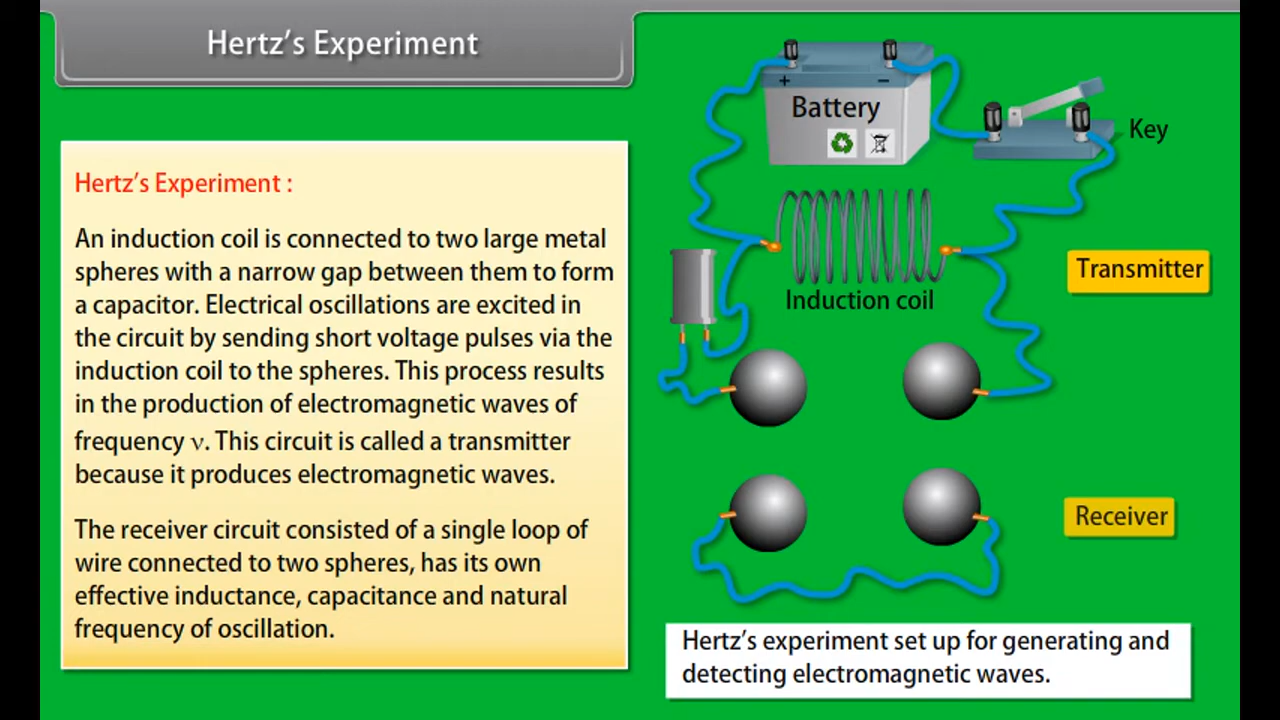 Hertz's Experiment
Hertz's Experiment :
An induction coil is connected to two large metal
spheres with a narrow gap between them to form
a capacitor. Electrical oscillations are excited in
the circuit by sending short voltage pulses via the
induction coil to the spheres. This process results
in the production of electromagnetic waves of
frequency ν. This circuit is called a transmitter
because it produces electromagnetic waves.
The receiver circuit consisted of a single loop of
wire connected to two spheres, has its own
effective inductance, capacitance and natural
frequency of oscillation.
+ −
Battery
Key
Induction coil
Transmitter
Receiver
Hertz's experiment set up for generating and
detecting electromagnetic waves.